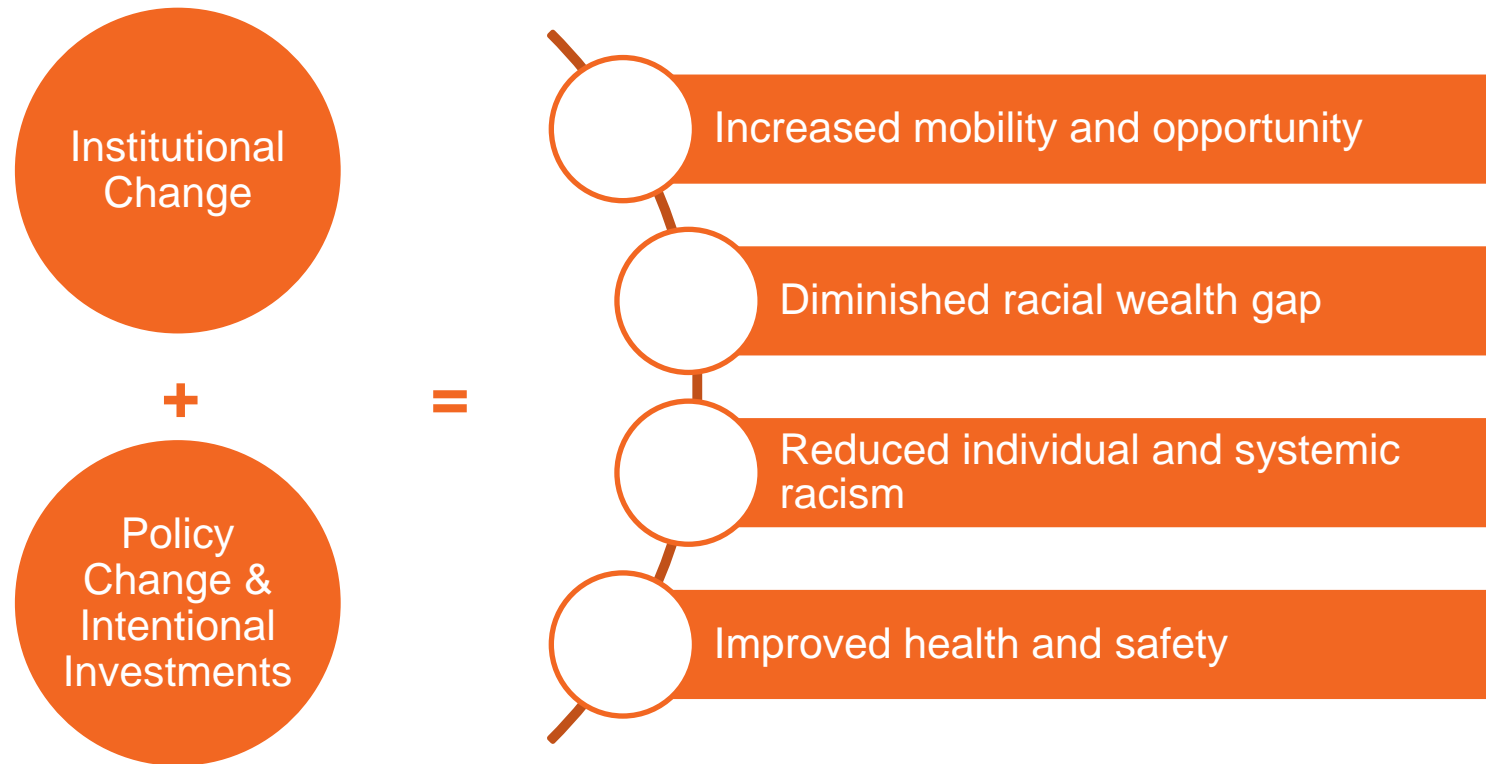 Institutional
Change
+
Policy
Change &
Intentional
Investments
=
Increased mobility and opportunity
Diminished racial wealth gap
Reduced individual and systemic
racism
Improved health and safety